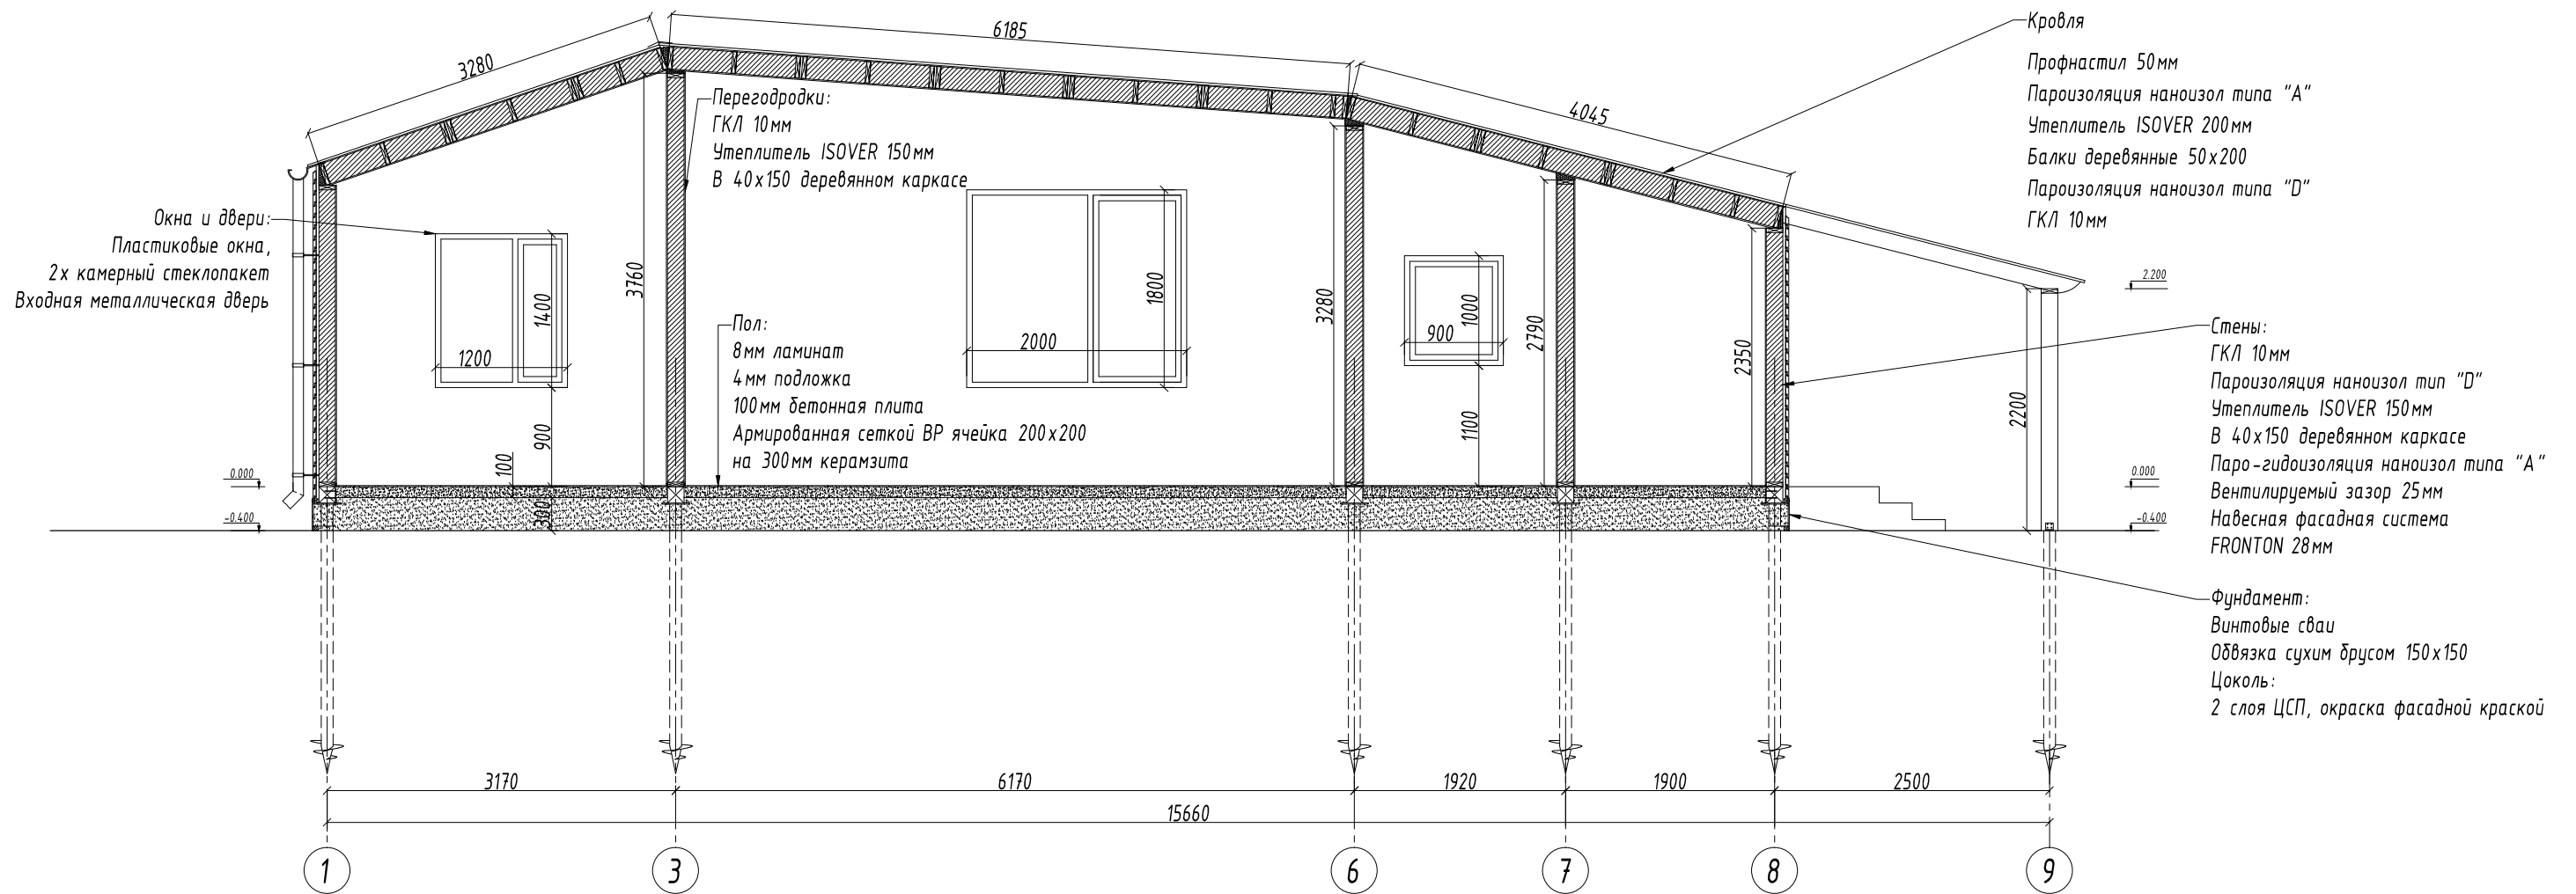 6185
3280
4045
Кровля
Профнастил 50мм
Пароизоляция наноизол типа "А"
Утеплитель ISOVER 200мм
Балки деревянные 50х200
Пароизоляция наноизол типа "D"
ГКЛ 10мм
Перегодродки:
ГКЛ 10мм
Утеплитель ISOVER 150мм
В 40х150 деревянном каркасе
Окна и двери:
Пластиковые окна,
2х камерный стеклопакет
Входная металлическая дверь
Пол:
8мм ламинат
4мм подложка
100мм бетонная плита
Армированная сеткой ВР ячейка 200х200
на 300мм керамзита
1200
1400
900
100
300
3760
2000
1800
3280
900
1000
1100
2790
2350
2200
2.200
0.000
-0.400
0.000
-0.400
Стены:
ГКЛ 10мм
Пароизоляция наноизол тип "D"
Утеплитель ISOVER 150мм
В 40х150 деревянном каркасе
Паро-гидоизоляция наноизол типа "А"
Вентилируемый зазор 25мм
Навесная фасадная система
FRONTON 28мм
Фундамент:
Винтовые сваи
Обвязка сухим брусом 150х150
Цоколь:
2 слоя ЦСП, окраска фасадной краской
3170
6170
1920
1900
2500
15660
1
3
6
7
8
9